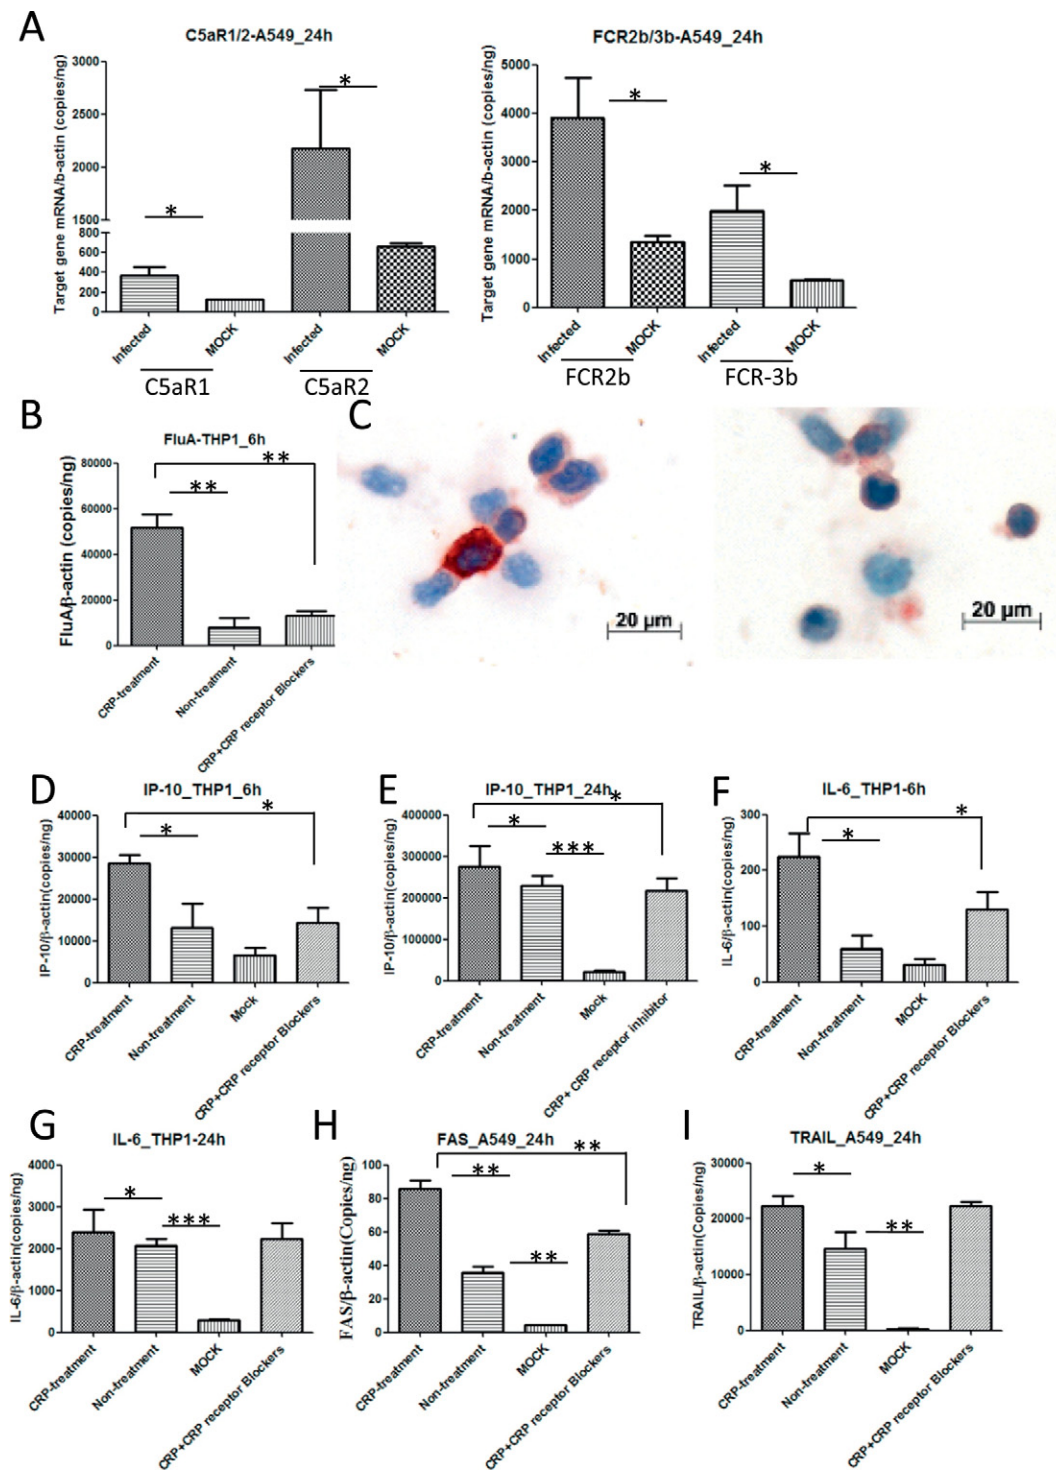 A
C5aR1/2-A549_24h
Target gene mRNA/b-actin (copies/ng)
3000
2500
2000
1500
800
600
400
200
0
*
*
Infected
MOCK
Infected
MOCK
C5aR1
C5aR2
FCR2b/3b-A549_24h
Target gene mRNA/b-actin (copies/ng)
5000
4000
3000
2000
1000
0
*
*
Infected
MOCK
Infected
MOCK
FCR2b
FCR-3b
B
FluA-THP1_6h
FluA/β-actin (copies/ng)
80000
60000
40000
20000
0
**
**
CRP-treatment
Non-treatment
CRP+CRP receptor Blockers
C
20 μm
20 μm
D
IP-10_THP1_6h
IP-10/β-actin(copies/ng)
40000
30000
20000
10000
0
*
*
CRP-treatment
Non-treatment
Mock
CRP+CRP receptor Blockers
E
IP-10_THP1_24h
IP-10/β-actin(copies/ng)
400000
300000
200000
100000
0
*
*
***
CRP-treatment
Non-treatment
Mock
CRP+ CRP receptor inhibitor
F
IL-6_THP1-6h
IL-6/β-actin(copies/ng)
300
200
100
0
*
*
CRP-treatment
Non-treatment
MOCK
CRP+CRP receptor Blockers
G
IL-6_THP1-24h
IL-6/β-actin(copies/ng)
4000
3000
2000
1000
0
*
***
CRP-treatment
Non-treatment
MOCK
CRP+CRP receptor Blockers
H
FAS_A549_24h
FAS/β-actin(Copies/ng)
100
80
60
40
20
0
**
**
**
CRP-treatment
Non-treatment
MOCK
CRP+CRP receptor Blockers
I
TRAIL_A549_24h
TRAIL/β-actin(Copies/ng)
30000
20000
10000
0
*
**
CRP-treatment
Non-treatment
MOCK
CRP+CRP receptor Blockers